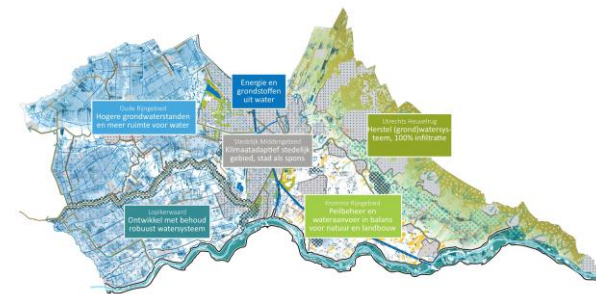 Oude Rijngebied
Hogere grondwaterstanden
en meer ruimte voor water
Energie en
grondstoffen
uit water
Utrechts Heuvelrug
Herstel (grond)watersys-
teem, 100% infiltratie
Stedelijk Middengebied
Klimaatadaptief stedelijk
gebied, stad als spons
Lopikerwaard
Ontwikkel met behoud
robuust watersysteem
Kromme Rijngebied
Peilbeheer en
wateraanvoer in balans
voor natuur en landbouw